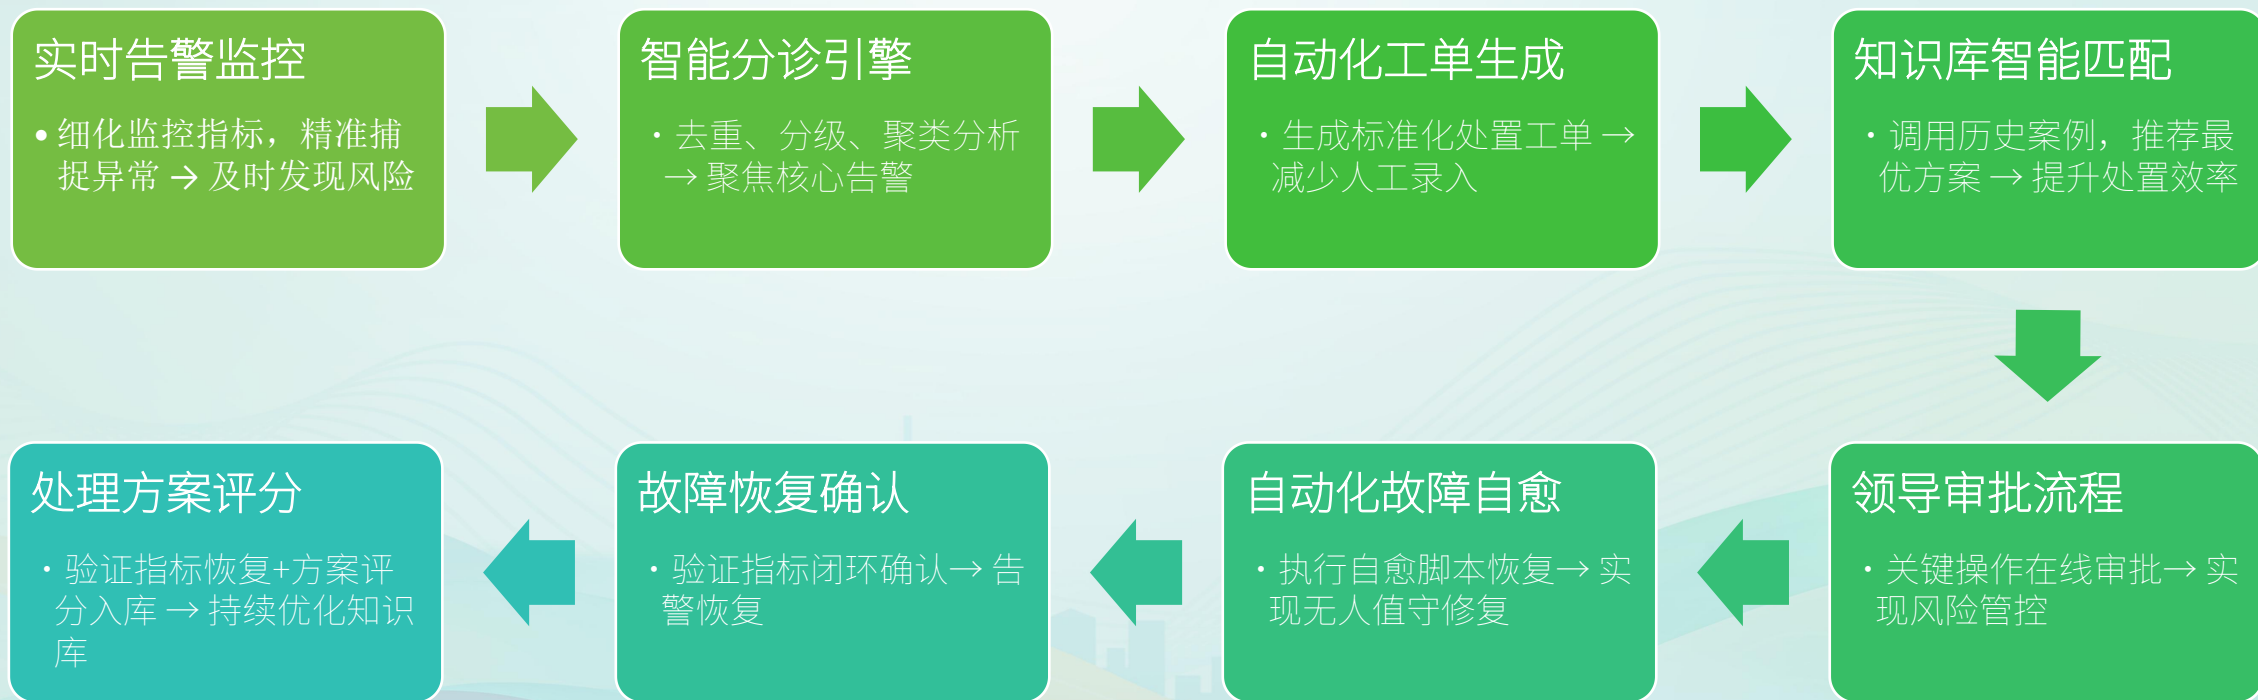 实时告警监控
• 细化监控指标，精准捕
捉异常 → 及时发现风险
智能分诊引擎
· 去重、分级、聚类分析
→ 聚焦核心告警
自动化工单生成
· 生成标准化处置工单 →
减少人工录入
知识库智能匹配
· 调用历史案例，推荐最
优方案 → 提升处置效率
领导审批流程
· 关键操作在线审批→ 实
现风险管控
自动化故障自愈
· 执行自愈脚本恢复→ 实
现无人值守修复
故障恢复确认
· 验证指标闭环确认→ 告
警恢复
处理方案评分
· 验证指标恢复+方案评
分入库 → 持续优化知识
库